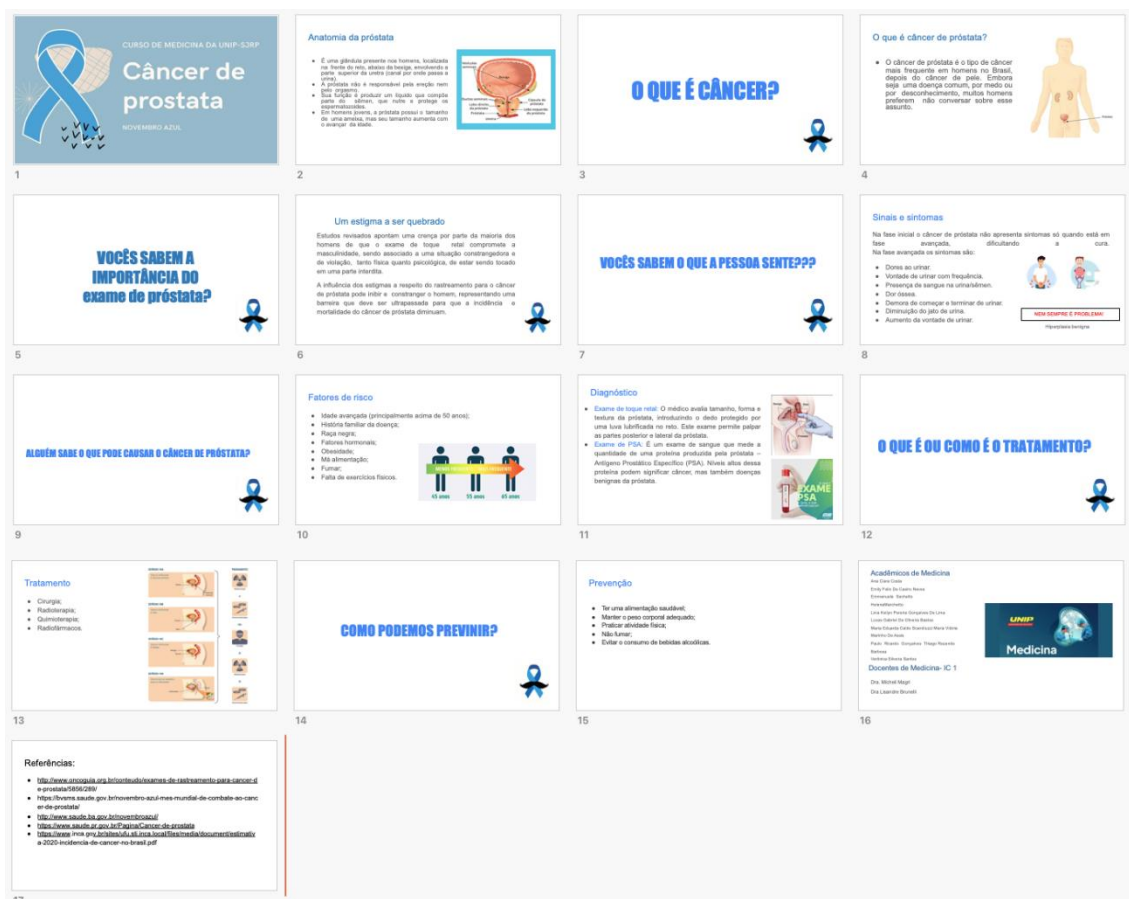 CURSO DE MEDICINA DA UNIP-SJRP
Câncer de
próstata
NOVEMBRO AZUL
1
Anatomia da próstata
É uma glândula presente nos homens, localizada
na frente do reto, abaixo da bexiga, envolvendo a
parte superior da uretra (canal por onde passa a
urina).
A próstata não é responsável pela ereção nem
pelo orgasmo.
Sua função é produzir um líquido que compõe
parte do sêmen, que nutre e protege os
espermatozoides.
Em homens jovens, a próstata possui o tamanho
de uma ameixa, mas seu tamanho aumenta com
o avançar da idade.
2
O QUE É CÂNCER?
3
O que é câncer de próstata?
O câncer de próstata é o tipo de câncer
mais frequente em homens no Brasil,
depois do câncer de pele. Embora
seja uma doença comum, por medo ou
por desconhecimento, muitos homens
preferem não conversar sobre esse
assunto.
4
VOCÊS SABEM A
IMPORTÂNCIA DO
exame de próstata?
5
Um estigma a ser quebrado
Estudos revisados apontam uma crença por parte da maioria dos
homens de que o exame de toque retal compromete a
masculinidade, sendo associado a uma situação constrangedora e
de violação, tanto física quanto psicológica, de estar sendo tocado
em uma parte interdita.
A influência dos estigmas a respeito do rastreamento para o câncer
de próstata pode inibir e constranger o homem, representando uma
barreira que deve ser ultrapassada para que a incidência e
mortalidade do câncer de próstata diminuam.
6
VOCÊS SABEM O QUE A PESSOA SENTE???
7
Sinais e sintomas
Na fase inicial o câncer de próstata não apresenta sintomas só quando está em
fase avançada, dificultando a cura.
Na fase avançada os sintomas são:
Dores ao urinar.
Vontade de urinar com frequência.
Presença de sangue na urina/sêmen.
Dor óssea.
Demora de começar e terminar de urinar.
Diminuição do jato de urina.
Aumento da vontade de urinar.
NEM SEMPRE É PROBLEMA!
Hiperplasia benigna
8
ALGUÉM SABE O QUE PODE CAUSAR O CÂNCER DE PRÓSTATA?
9
Fatores de risco
Idade avançada (principalmente acima de 50 anos);
História familiar da doença;
Raça negra;
Fatores hormonais;
Obesidade;
Má alimentação;
Fumar;
Falta de exercícios físicos.
45 anos 55 anos 65 anos
10
Diagnóstico
Exame de toque retal: O médico avalia tamanho, forma e
textura da próstata, introduzindo o dedo protegido por
uma luva lubrificada no reto. Este exame permite palpar
as partes posterior e lateral da próstata.
Exame de PSA: É um exame de sangue que mede a
quantidade de uma proteína produzida pela próstata –
Antígeno Prostático Específico (PSA). Níveis altos dessa
proteína podem significar câncer, mas também doenças
benignas da próstata.
EXAME
PSA
11
O QUE É OU COMO É O TRATAMENTO?
12
Tratamento
Cirurgia;
Radioterapia;
Quimioterapia;
Radiofármacos.
13
COMO PODEMOS PREVINIR?
14
Prevenção
Ter uma alimentação saudável;
Manter o peso corporal adequado;
Praticar atividade física;
Não fumar;
Evitar o consumo de bebidas alcoólicas.
15
Acadêmicos de Medicina
Docentes de Medicina- IC 1
UNIP
Medicina
16
Referências:
http://www.oncoguia.org.br/conteudo/exames-de-rastreamento-para-cancer-d
e-prostata/5856/289/
https://bvsms.saude.gov.br/novembro-azul-mes-mundial-de-combate-ao-canc
er-de-prostata/
http://www.saude.ba.gov.br/novembroazul/
https://www.saude.pr.gov.br/Pagina/Cancer-de-prostata
https://www.inca.gov.br/sites/ufu.sti.inca.local/files/media/document/estimativ
a-2020-incidencia-de-cancer-no-brasil.pdf